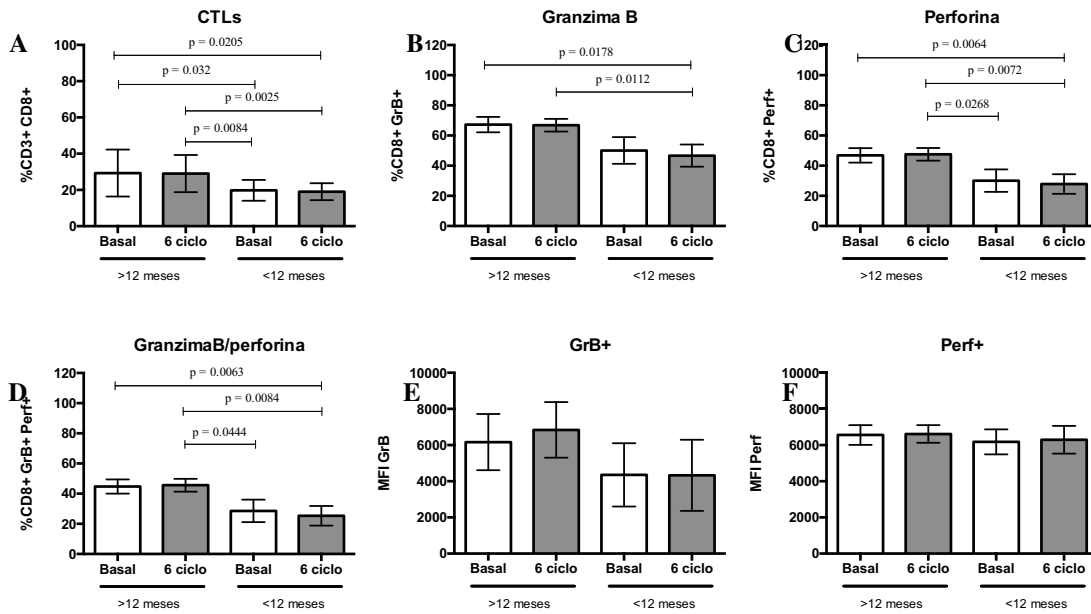 CTLs
A
%CD3+ CD8+
100
80
60
40
20
0
p = 0.0205
p = 0.032
p = 0.0025
p = 0.0084
Basal 6 ciclo Basal 6 ciclo
>12 meses <12 meses
Granzima B
B
%CD8+ GrB+
120
100
80
60
40
20
0
p = 0.0178
p = 0.0112
Basal 6 ciclo Basal 6 ciclo
>12 meses <12 meses
Perforina
C
%CD8+ Perf+
120
100
80
60
40
20
0
p = 0.0064
p = 0.0072
p = 0.0268
Basal 6 ciclo Basal 6 ciclo
>12 meses <12 meses
GranzimaB/perforina
D
%CD8+ GrB+ Perf+
120
100
80
60
40
20
0
p = 0.0063
p = 0.0084
p = 0.0444
Basal 6 ciclo Basal 6 ciclo
>12 meses <12 meses
GrB+
E
MFI GrB
10000
8000
6000
4000
2000
0
Basal 6 ciclo Basal 6 ciclo
>12 meses <12 meses
Perf+
F
MFI Perf
10000
8000
6000
4000
2000
0
Basal 6 ciclo Basal 6 ciclo
>12 meses <12 meses